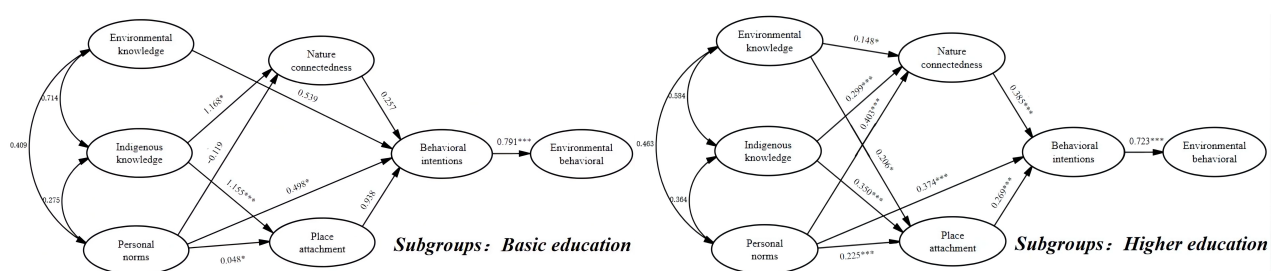 Environmental
knowledge
Nature
connectedness
0.714
1.168*
0.539
0.257
0.409
Indigenous
knowledge
-0.119
Behavioral
intentions
0.791***
Environmental
behavioral
1.155***
0.498*
0.938
0.275
Personal
norms
0.048*
Place
attachment
Subgroups: Basic education
Environmental
knowledge
0.148*
Nature
connectedness
0.584
0.299***
0.403***
0.385***
0.463
Indigenous
knowledge
0.206*
Behavioral
intentions
0.723***
Environmental
behavioral
0.350***
0.374***
0.269***
0.364
Personal
norms
0.225***
Place
attachment
Subgroups: Higher education